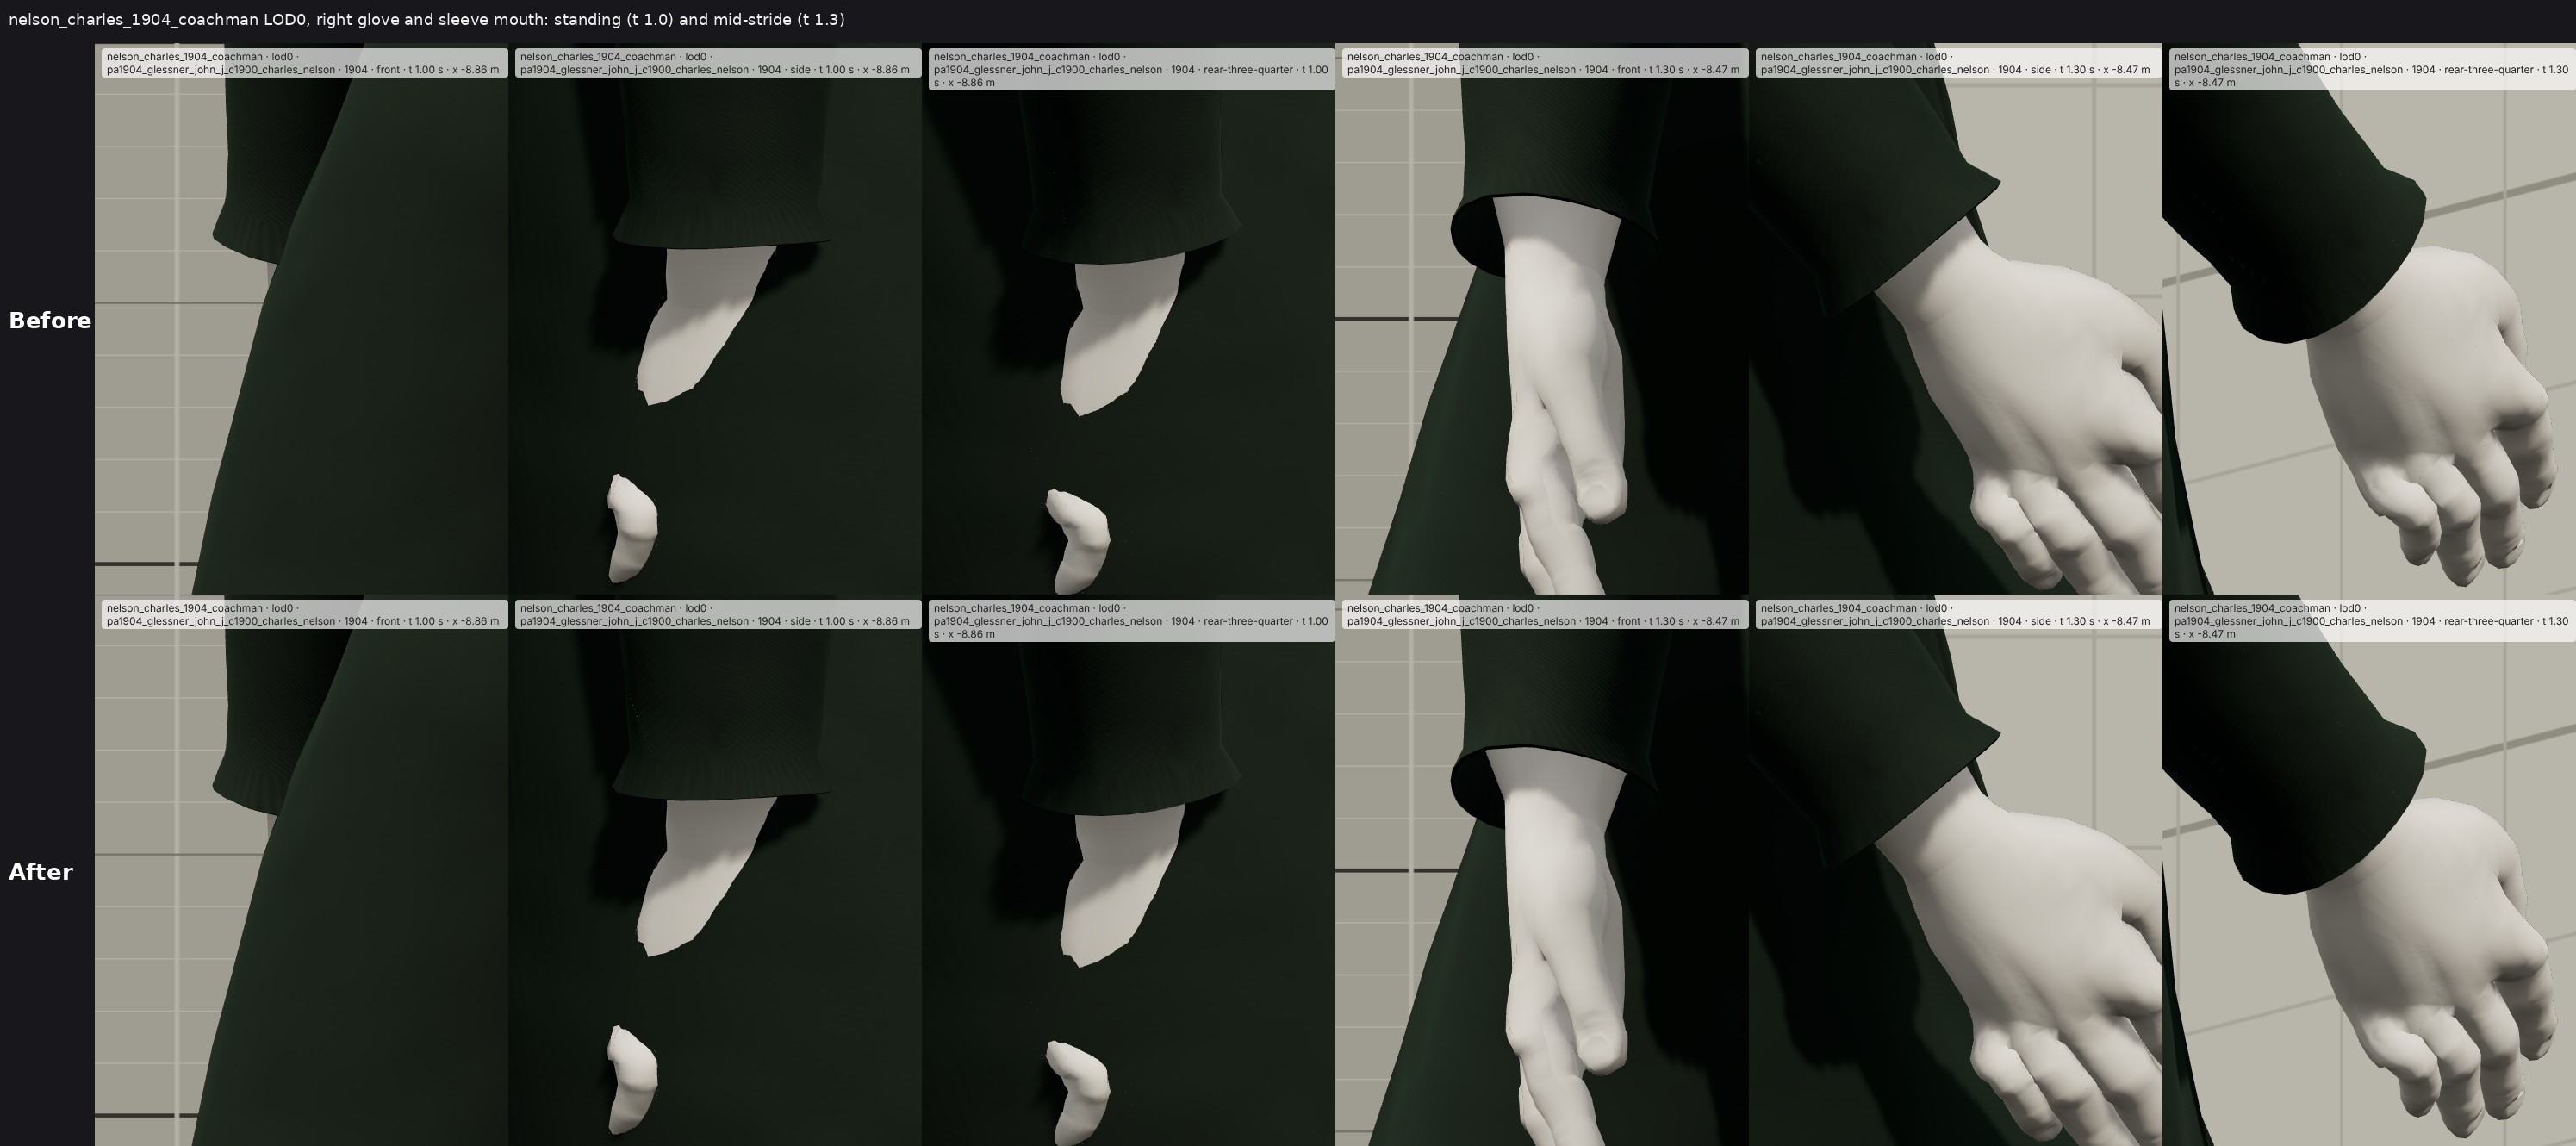 nelson_charles_1904_coachman LOD0, right glove and sleeve mouth: standing (t 1.0) and mid-stride (t 1.3)
nelson_charles_1904_coachman · lod0 ·
pa1904_glessner_john_j_c1900_charles_nelson · 1904 · front · t 1.00 s · x -8.86 m
nelson_charles_1904_coachman · lod0 ·
pa1904_glessner_john_j_c1900_charles_nelson · 1904 · side · t 1.00 s · x -8.86 m
nelson_charles_1904_coachman · lod0 ·
pa1904_glessner_john_j_c1900_charles_nelson · 1904 · rear-three-quarter · t 1.00
s · x -8.86 m
nelson_charles_1904_coachman · lod0 ·
pa1904_glessner_john_j_c1900_charles_nelson · 1904 · front · t 1.30 s · x -8.47 m
nelson_charles_1904_coachman · lod0 ·
pa1904_glessner_john_j_c1900_charles_nelson · 1904 · side · t 1.30 s · x -8.47 m
nelson_charles_1904_coachman · lod0 ·
pa1904_glessner_john_j_c1900_charles_nelson · 1904 · rear-three-quarter · t 1.30
s · x -8.47 m
Before
nelson_charles_1904_coachman · lod0 ·
pa1904_glessner_john_j_c1900_charles_nelson · 1904 · front · t 1.00 s · x -8.86 m
nelson_charles_1904_coachman · lod0 ·
pa1904_glessner_john_j_c1900_charles_nelson · 1904 · side · t 1.00 s · x -8.86 m
nelson_charles_1904_coachman · lod0 ·
pa1904_glessner_john_j_c1900_charles_nelson · 1904 · rear-three-quarter · t 1.00
s · x -8.86 m
nelson_charles_1904_coachman · lod0 ·
pa1904_glessner_john_j_c1900_charles_nelson · 1904 · front · t 1.30 s · x -8.47 m
nelson_charles_1904_coachman · lod0 ·
pa1904_glessner_john_j_c1900_charles_nelson · 1904 · side · t 1.30 s · x -8.47 m
nelson_charles_1904_coachman · lod0 ·
pa1904_glessner_john_j_c1900_charles_nelson · 1904 · rear-three-quarter · t 1.30
s · x -8.47 m
After